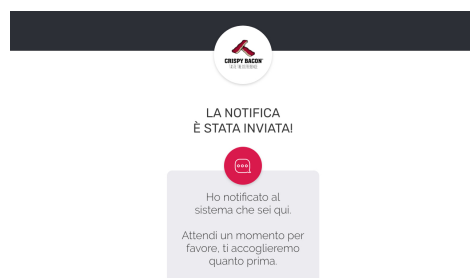 CRISPY BACON
LA NOTIFICA
È STATA INVIATA!
Ho notificato al
sistema che sei qui.
Attendi un momento per
favore, ti accoglieremo
quanto prima.